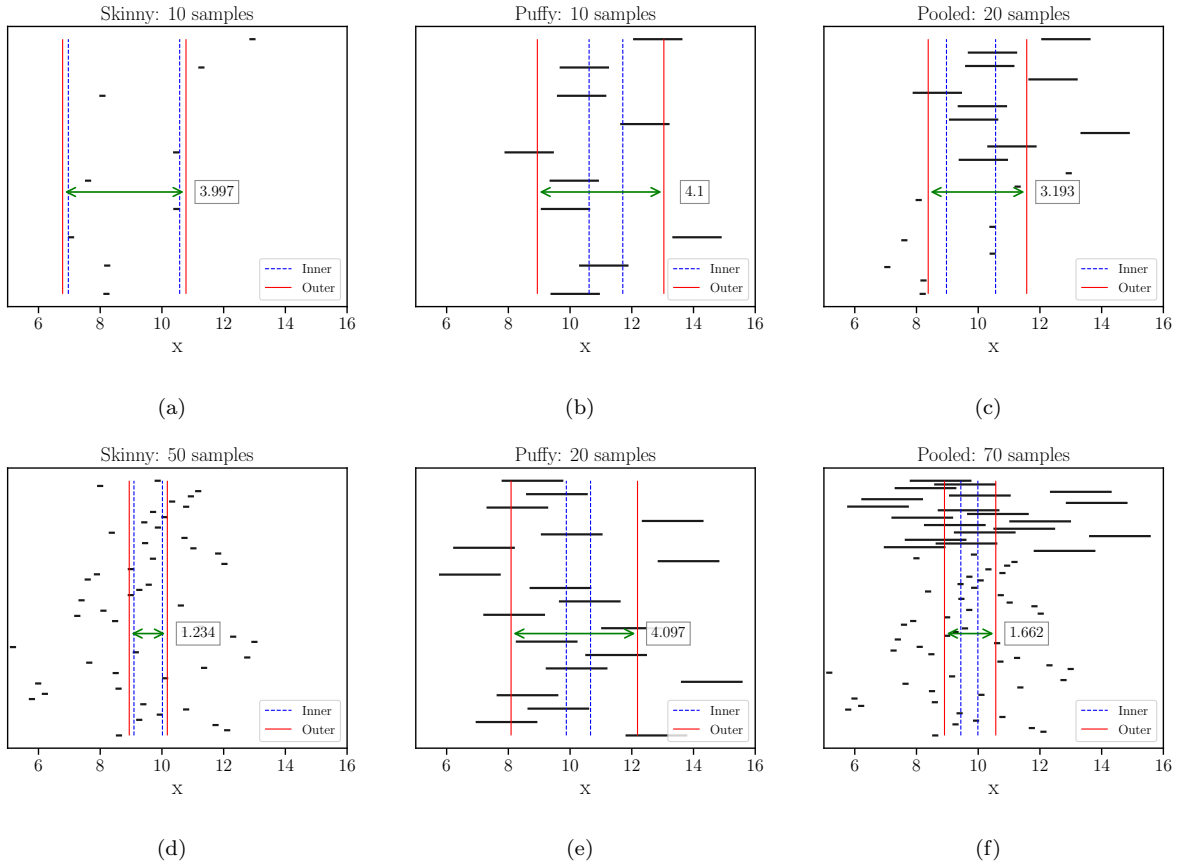 Skinny: 10 samples
3.997
Inner
Outer
6 8 10 12 14 16
X
(a)
Puffy: 10 samples
4.1
Inner
Outer
6 8 10 12 14 16
X
(b)
Pooled: 20 samples
3.193
Inner
Outer
6 8 10 12 14 16
X
(c)
Skinny: 50 samples
1.234
Inner
Outer
6 8 10 12 14 16
X
(d)
Puffy: 20 samples
4.097
Inner
Outer
6 8 10 12 14 16
X
(e)
Pooled: 70 samples
1.662
Inner
Outer
6 8 10 12 14 16
X
(f)